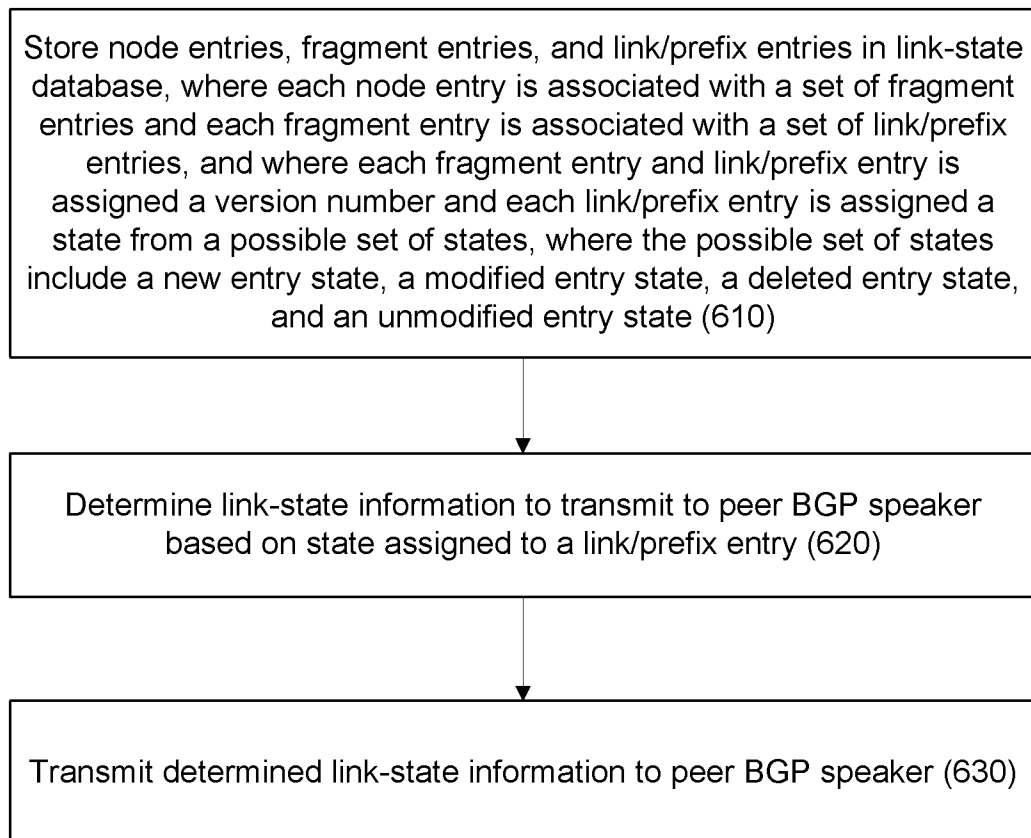 Store node entries, fragment entries, and link/prefix entries in link-state
database, where each node entry is associated with a set of fragment
entries and each fragment entry is associated with a set of link/prefix
entries, and where each fragment entry and link/prefix entry is
assigned a version number and each link/prefix entry is assigned a
state from a possible set of states, where the possible set of states
include a new entry state, a modified entry state, a deleted entry state,
and an unmodified entry state (610)
Determine link-state information to transmit to peer BGP speaker
based on state assigned to a link/prefix entry (620)
Transmit determined link-state information to peer BGP speaker (630)